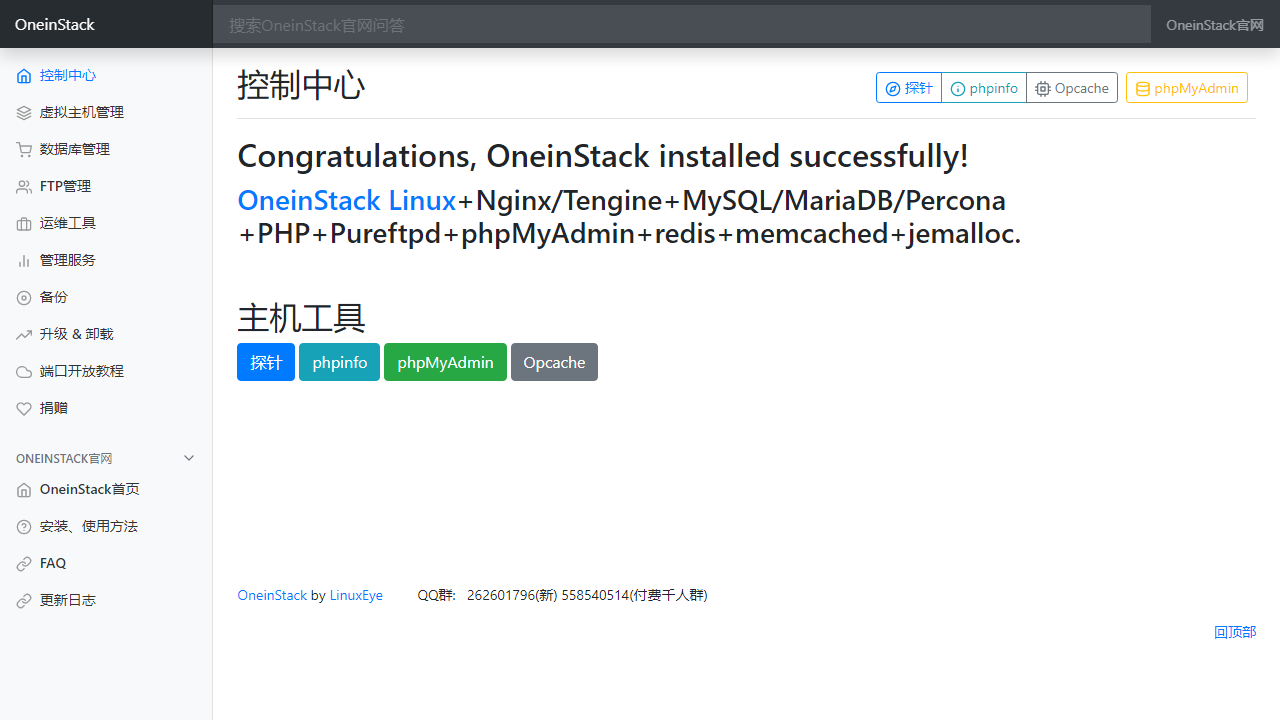 OneinStack
搜索OneinStack官网问答
OneinStack官网
控制中心
虚拟主机管理
数据库管理
FTP管理
运维工具
管理服务
备份
升级 & 卸载
端口开放教程
捐赠
ONEINSTACK官网
OneinStack首页
安装、使用方法
FAQ
更新日志
控制中心
探针 phpinfo Opcache phpMyAdmin
Congratulations, OneinStack installed successfully!
OneinStack Linux+Nginx/Tengine+MySQL/MariaDB/Percona
+PHP+Pureftpd+phpMyAdmin+redis+memcached+jemalloc.
主机工具
探针 phpinfo phpMyAdmin Opcache
OneinStack by LinuxEye QQ群: 262601796(新) 558540514(付费千人群)
回顶部